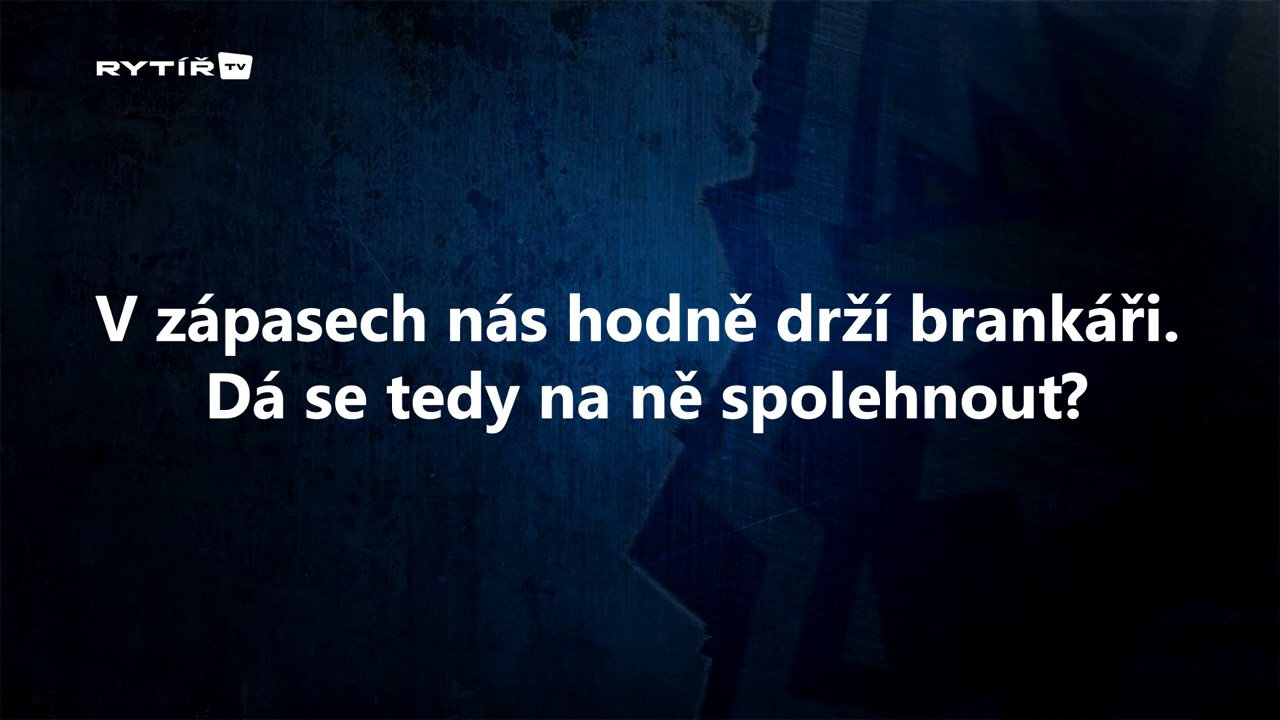 RYTÍŘ TV
V zápasech nás hodně drží brankáři.
Dá se tedy na ně spolehnout?